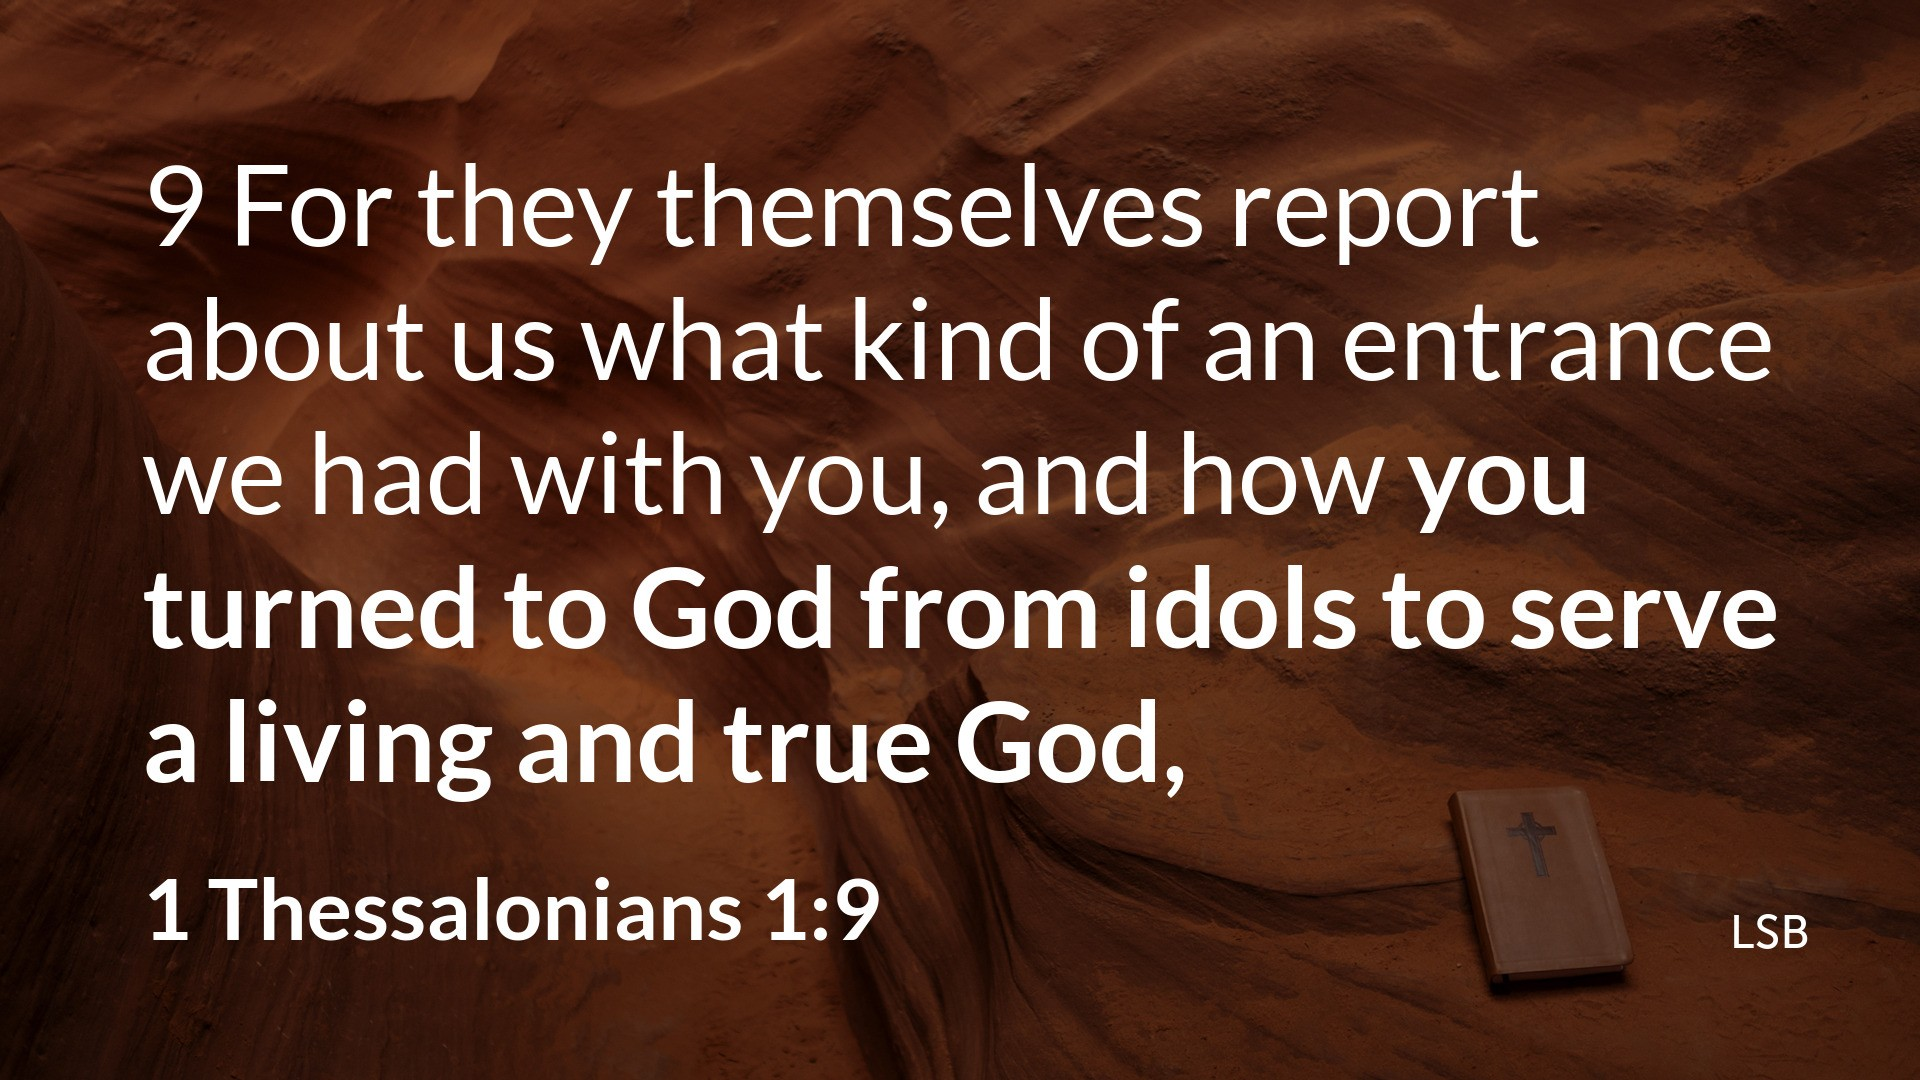 9 For they themselves report
about us what kind of an entrance
we had with you, and how you
turned to God from idols to serve
a living and true God,
1 Thessalonians 1:9
LSB